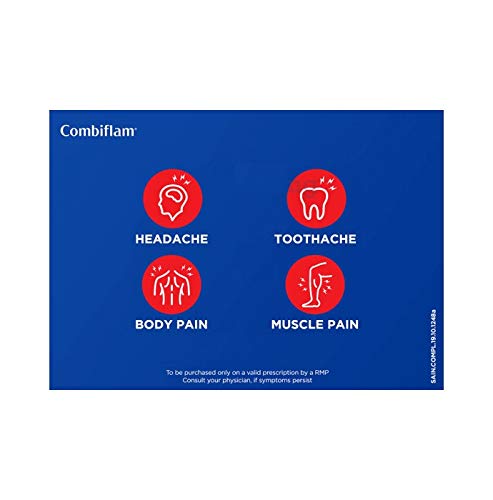 Combiflam®
HEADACHE
TOOTHACHE
BODY PAIN
MUSCLE PAIN
To be purchased only on a valid prescription by a RMP
Consult your physician, if symptoms persist
SAIN.COMPL.19.10.1248a